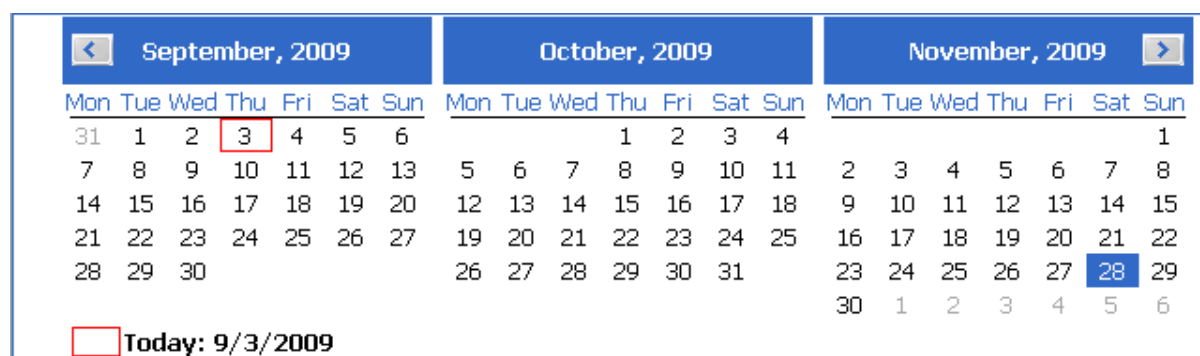 September, 2009 October, 2009 November, 2009
Mon Tue Wed Thu Fri Sat Sun Mon Tue Wed Thu Fri Sat Sun Mon Tue Wed Thu Fri Sat Sun
31 1 2 3 4 5 6 1 2 3 4 1
7 8 9 10 11 12 13 5 6 7 8 9 10 11 2 3 4 5 6 7 8
14 15 16 17 18 19 20 12 13 14 15 16 17 18 9 10 11 12 13 14 15
21 22 23 24 25 26 27 19 20 21 22 23 24 25 16 17 18 19 20 21 22
28 29 30 26 27 28 29 30 31 23 24 25 26 27 28 29
30 1 2 3 4 5 6
Today: 9/3/2009